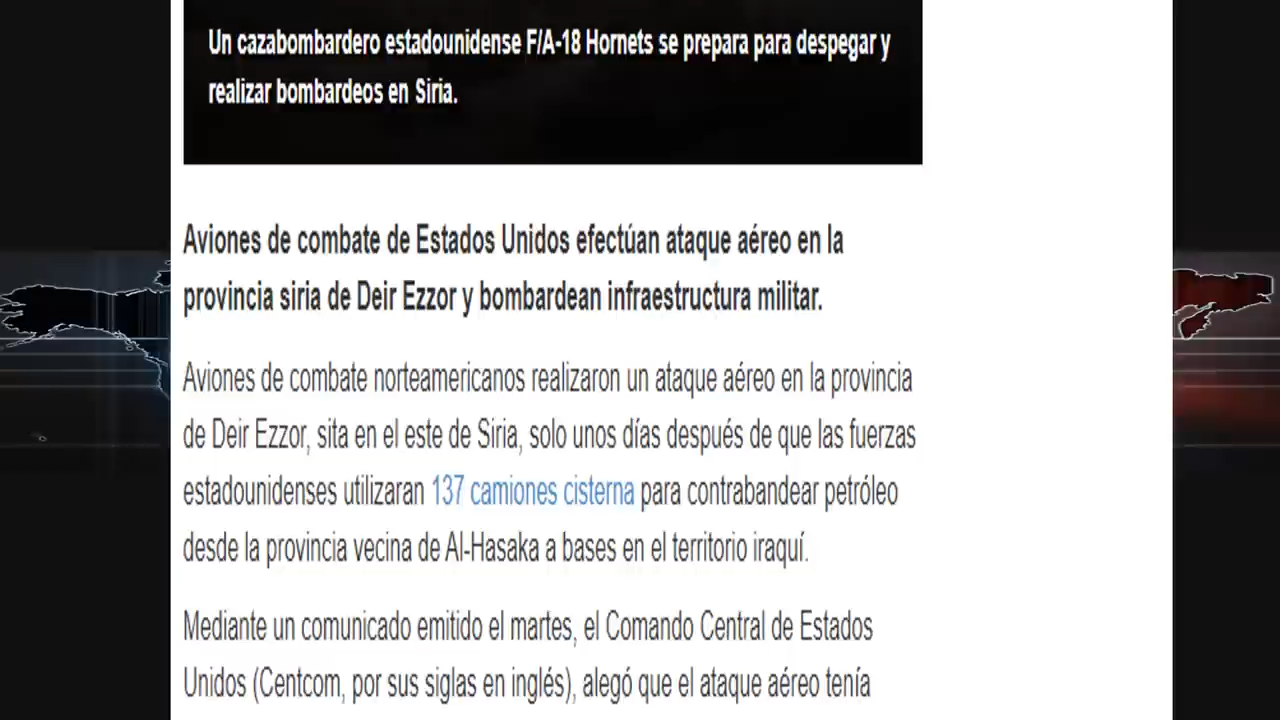 Un cazabombardero estadounidense F/A-18 Hornets se prepara para despegar y
realizar bombardeos en Siria.
Aviones de combate de Estados Unidos efectúan ataque aéreo en la
provincia siria de Deir Ezzor y bombardean infraestructura militar.
Aviones de combate norteamericanos realizaron un ataque aéreo en la provincia
de Deir Ezzor, sita en el este de Siria, solo unos días después de que las fuerzas
estadounidenses utilizaran 137 camiones cisterna para contrabandear petróleo
desde la provincia vecina de Al-Hasaka a bases en el territorio iraquí.
Mediante un comunicado emitido el martes, el Comando Central de Estados
Unidos (Centcom, por sus siglas en inglés), alegó que el ataque aéreo tenía